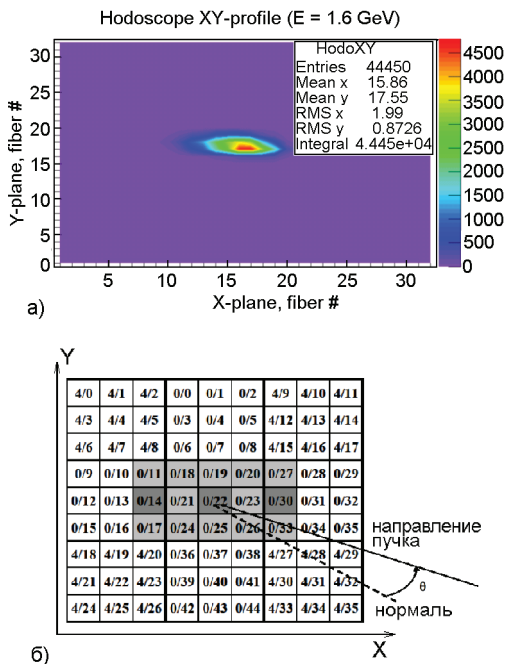 Hodoscope XY-profile (E = 1.6 GeV)
HodoXY
Entries 44450
Mean x 15.86
Mean y 17.55
RMS x 1.99
RMS y 0.8726
Integral 4.445e+04
Y-plane, fiber #
30
25
20
15
10
5
0
5 10 15 20 25 30
X-plane, fiber #
4500
4000
3500
3000
2500
2000
1500
1000
500
0
а)
Y
4/0 4/1 4/2 0/0 0/1 0/2 4/9 4/10 4/11
4/3 4/4 4/5 0/3 0/4 0/5 4/12 4/13 4/14
4/6 4/7 4/8 0/6 0/7 0/8 4/15 4/16 4/17
0/9 0/10 0/11 0/18 0/19 0/20 0/27 0/28 0/29
0/12 0/13 0/14 0/21 0/22 0/23 0/30 0/31 0/32
0/15 0/16 0/17 0/24 0/25 0/26 0/33 0/34 0/35
4/18 4/19 4/20 0/36 0/37 0/38 4/27 4/28 4/29
4/21 4/22 4/23 0/39 0/40 0/41 4/30 4/31 4/32
4/24 4/25 4/26 0/42 0/43 0/44 4/33 4/34 4/35
направление
пучка
θ
нормаль
X
б)